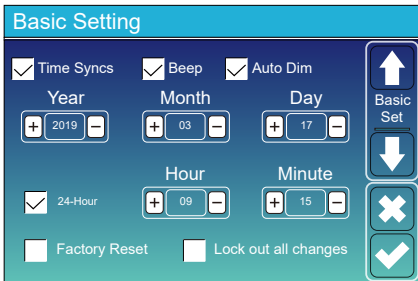 Basic Setting
Time Syncs Beep Auto Dim
Year Month Day
+ 2019 − + 03 − + 17 −
Basic
Set
Hour Minute
24-Hour + 09 − + 15 −
Factory Reset Lock out all changes